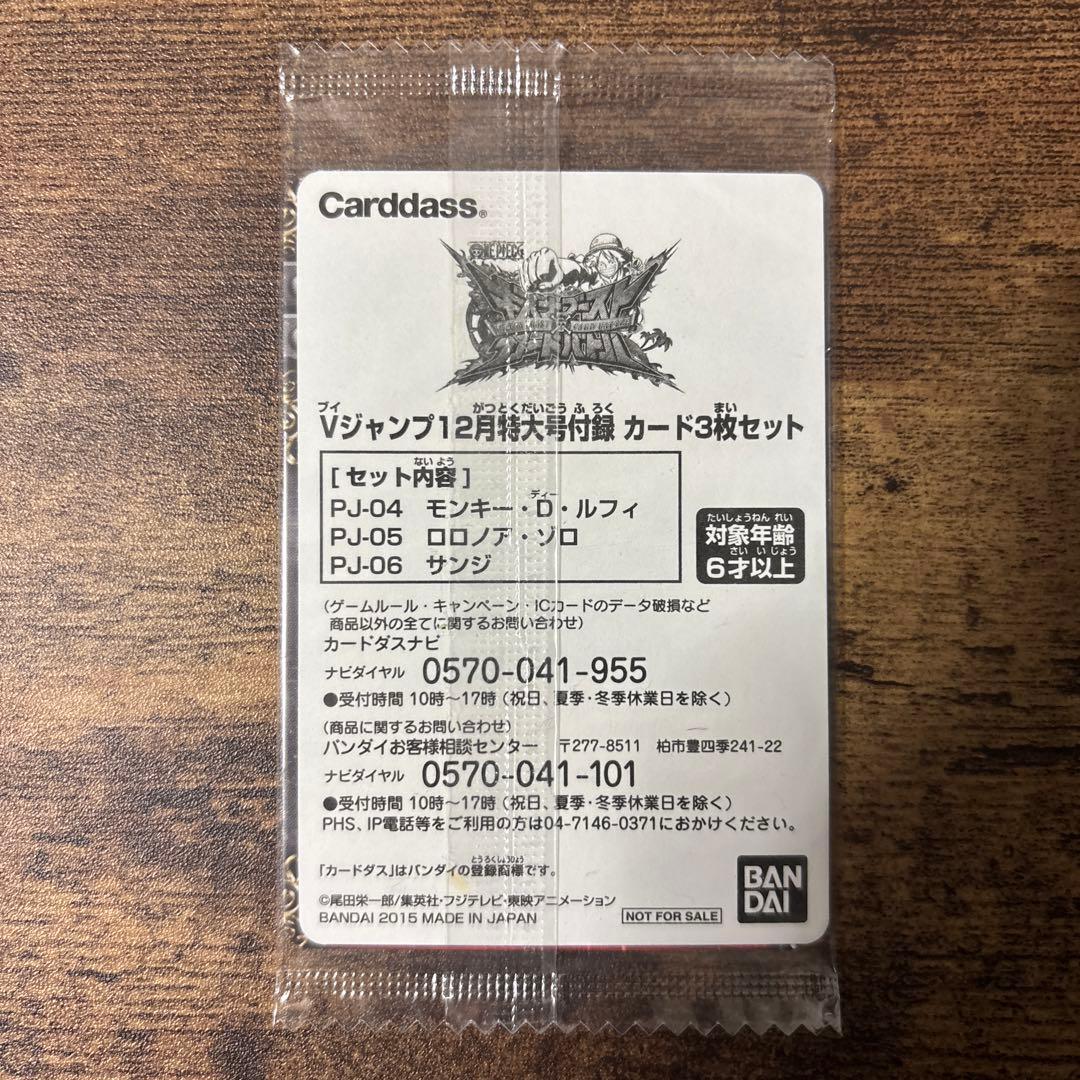 Carddass®
ONE PIECE
Vジャンプ12月特大号付録 カード3枚セット
[セット内容]
PJ-04 モンキー・D・ルフィ
PJ-05 ロロノア・ゾロ
PJ-06 サンジ
対象年齢
6才以上
(ゲームルール・キャンペーン・ICカードのデータ破損など
商品以外の全てに関するお問い合わせ)
カードダスナビ
ナビダイヤル 0570-041-955
●受付時間 10時~17時(祝日、夏季・冬季休業日を除く)
(商品に関するお問い合わせ)
バンダイお客様相談センター 〒277-8511 柏市豊四季241-22
ナビダイヤル 0570-041-101
●受付時間 10時~17時(祝日、夏季・冬季休業日を除く)
PHS、IP電話等をご利用の方は04-7146-0371におかけください。
「カードダス」はバンダイの登録商標です。
©尾田栄一郎/集英社・フジテレビ・東映アニメーション
BANDAI 2015 MADE IN JAPAN
NOT FOR SALE
BAN
DAI